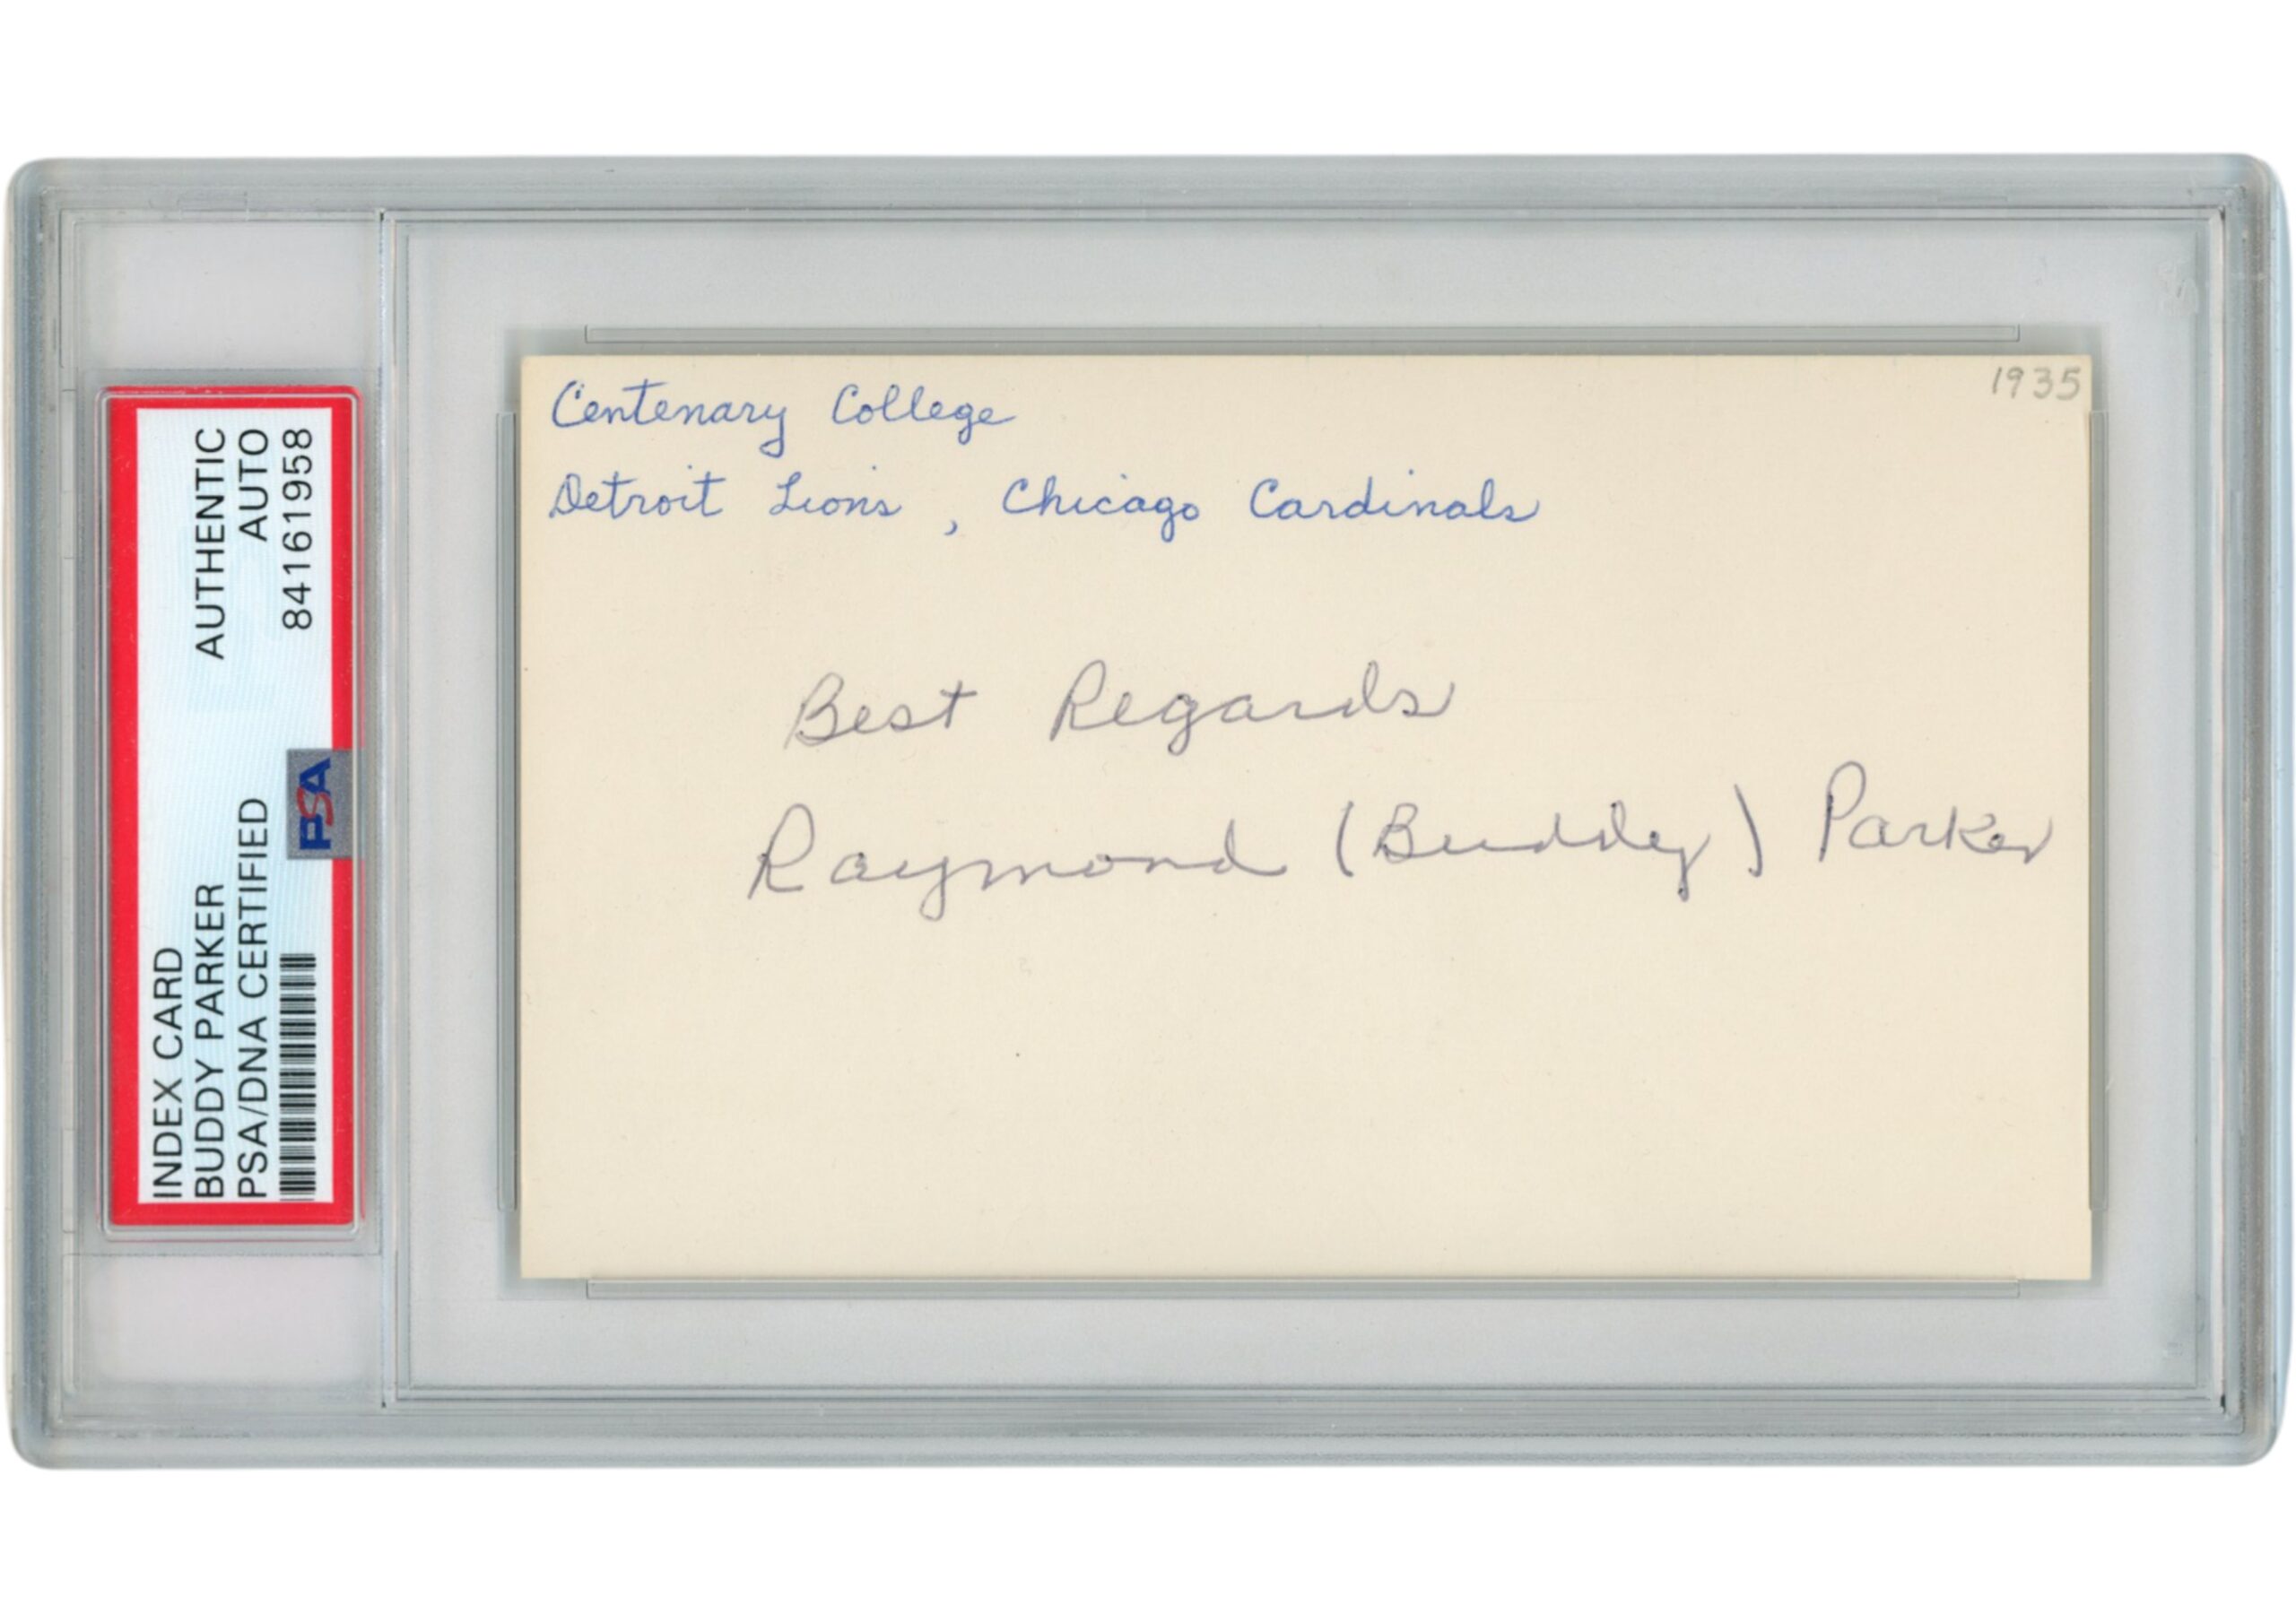 INDEX CARD AUTHENTIC
BUDDY PARKER AUTO
PSA/DNA CERTIFIED 84161958
PSA
1935
Centenary College
Detroit Lions, Chicago Cardinals
Best Regards
Raymond (Buddy) Parker